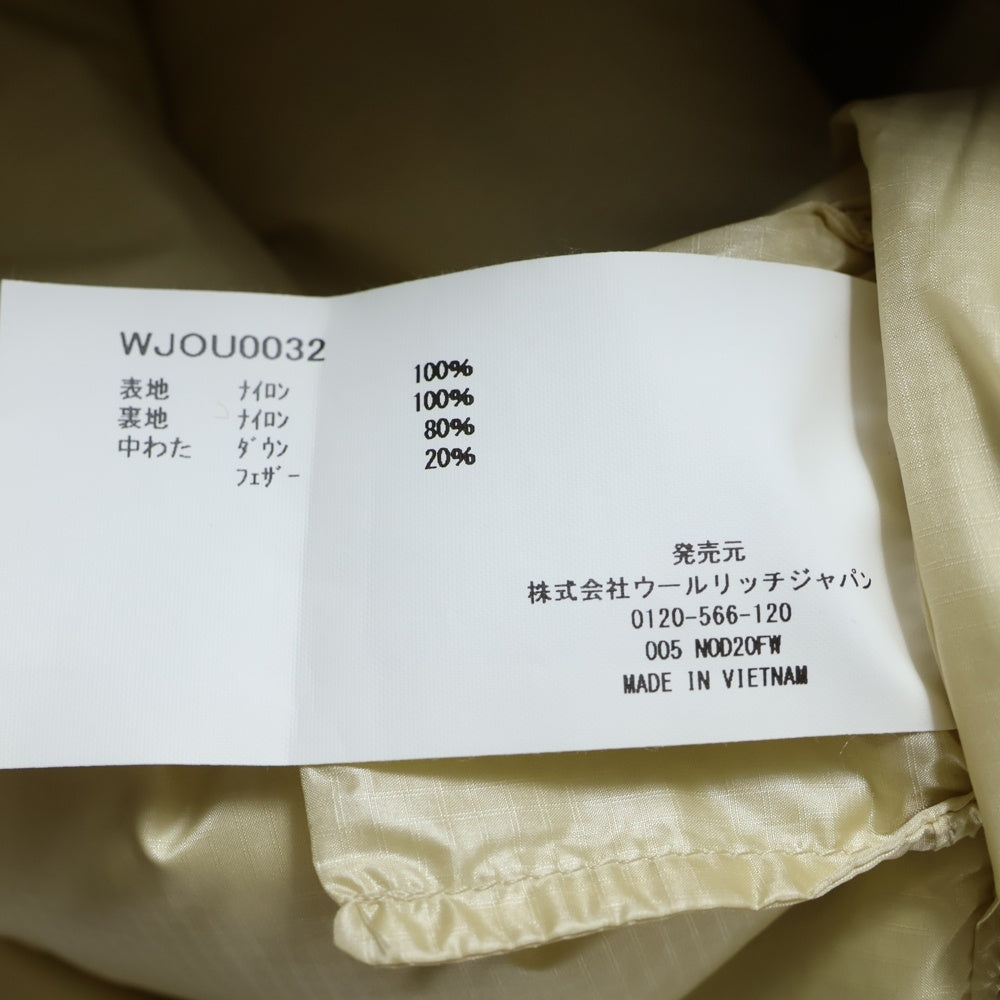 WJOU0032
表地 ﾅｲﾛﾝ 100%
裏地 ﾅｲﾛﾝ 100%
中わた ﾀﾞｳﾝ 80%
ﾌｪｻﾞｰ 20%
発売元
株式会社ウールリッチジャパン
0120-566-120
005 NOD20FW
MADE IN VIETNAM